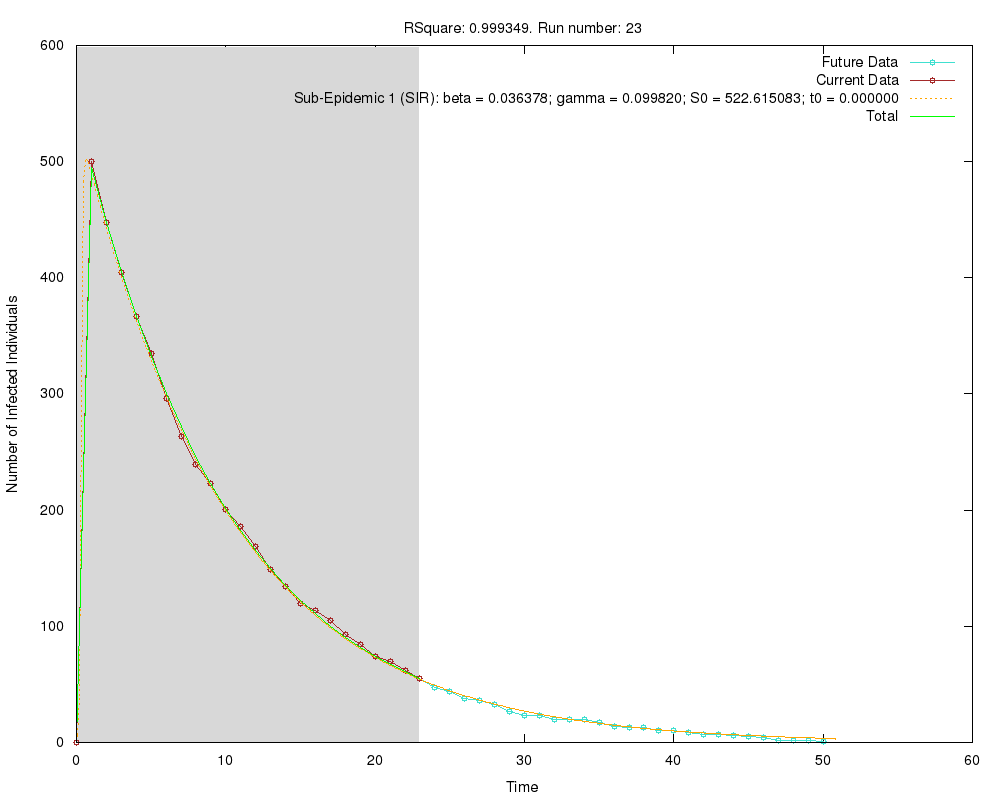 RSquare: 0.999349. Run number: 23
Future Data
Current Data
Sub-Epidemic 1 (SIR): beta = 0.036378; gamma = 0.099820; S0 = 522.615083; t0 = 0.000000
Total
600
500
400
300
200
100
0
Number of Infected Individuals
0 10 20 30 40 50 60
Time